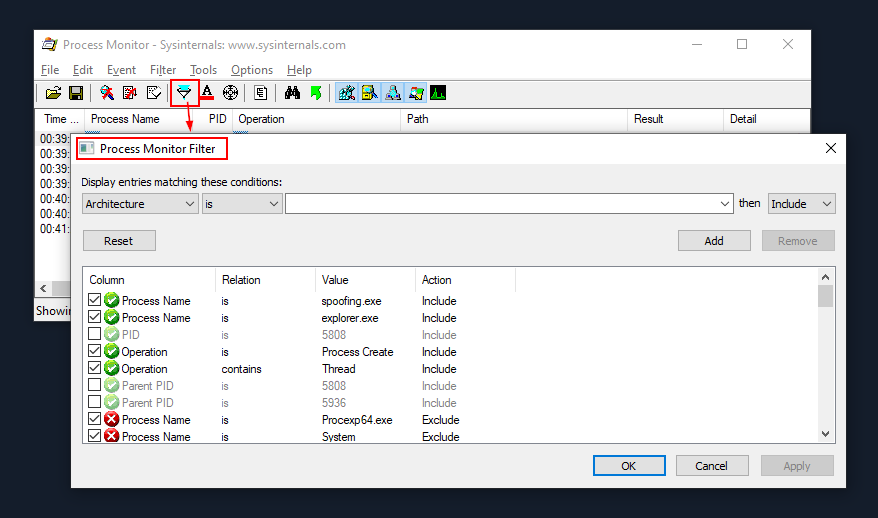 Process Monitor - Sysinternals: www.sysinternals.com
File Edit Event Filter Tools Options Help
Time ... Process Name PID Operation Path Result Detail
00:39:
00:39:
00:39:
00:39:
00:40:
00:40:
00:41:
Showin
Process Monitor Filter
Display entries matching these conditions:
Architecture is then Include
Reset Add Remove
Column Relation Value Action
Process Name is spoofing.exe Include
Process Name is explorer.exe Include
PID is 5808 Include
Operation is Process Create Include
Operation contains Thread Include
Parent PID is 5808 Include
Parent PID is 5936 Include
Process Name is Procexp64.exe Exclude
Process Name is System Exclude
OK Cancel Apply